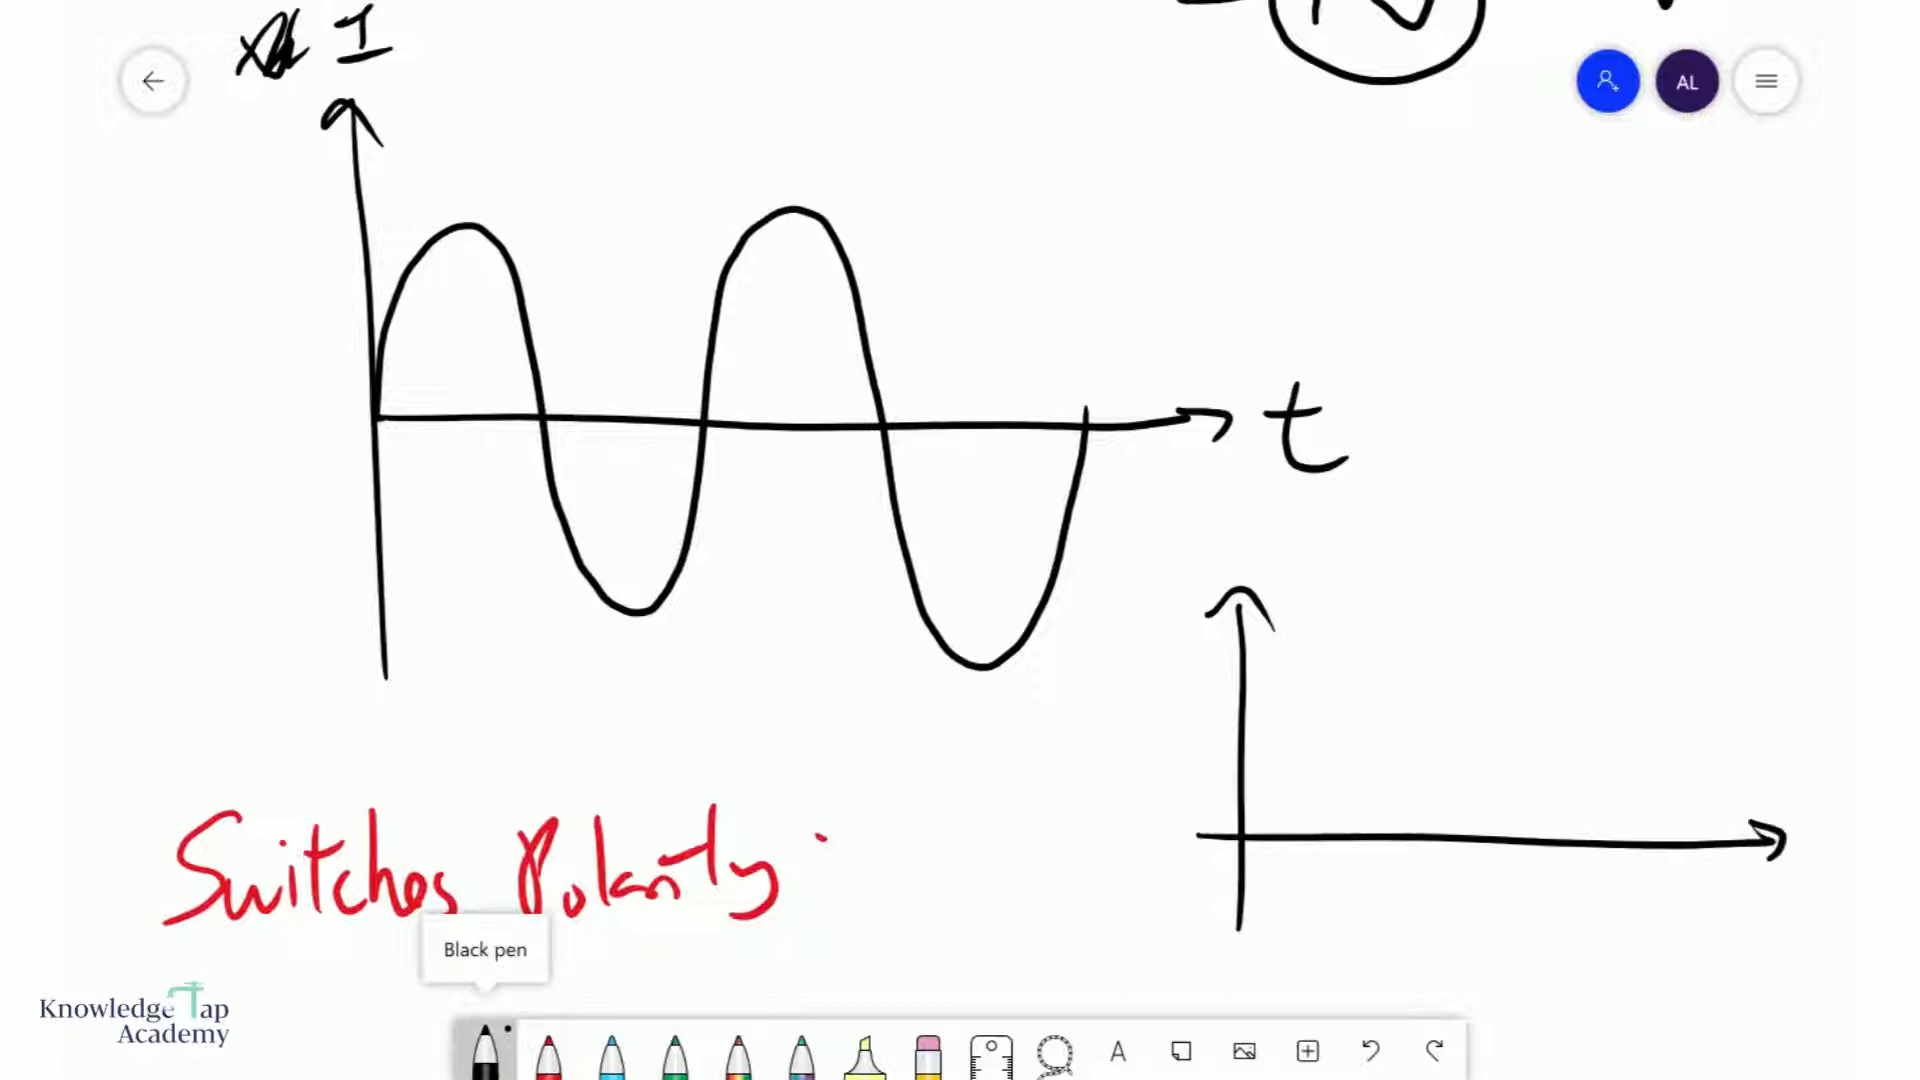 I
AL
t
Switches Polarity
Black pen
Knowledge Tap
Academy
A